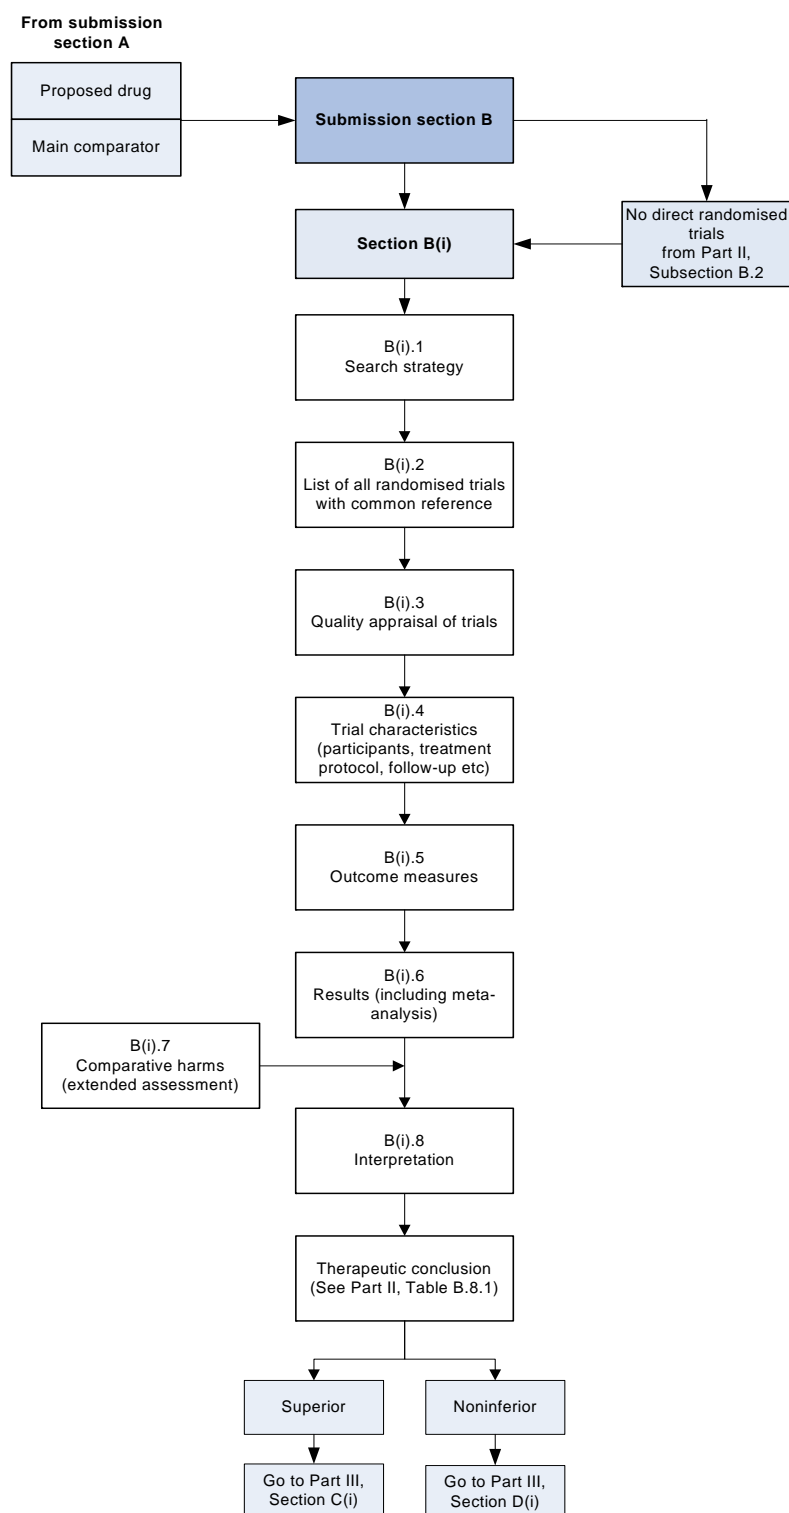 From submission
section A
Proposed drug
Main comparator
Submission section B
No direct randomised
trials
from Part II,
Subsection B.2
Section B(i)
B(i).1
Search strategy
B(i).2
List of all randomised trials
with common reference
B(i).3
Quality appraisal of trials
B(i).4
Trial characteristics
(participants, treatment
protocol, follow-up etc)
B(i).5
Outcome measures
B(i).6
Results (including meta-
analysis)
B(i).7
Comparative harms
(extended assessment)
B(i).8
Interpretation
Therapeutic conclusion
(See Part II, Table B.8.1)
Superior
Noninferior
Go to Part III,
Section C(i)
Go to Part III,
Section D(i)